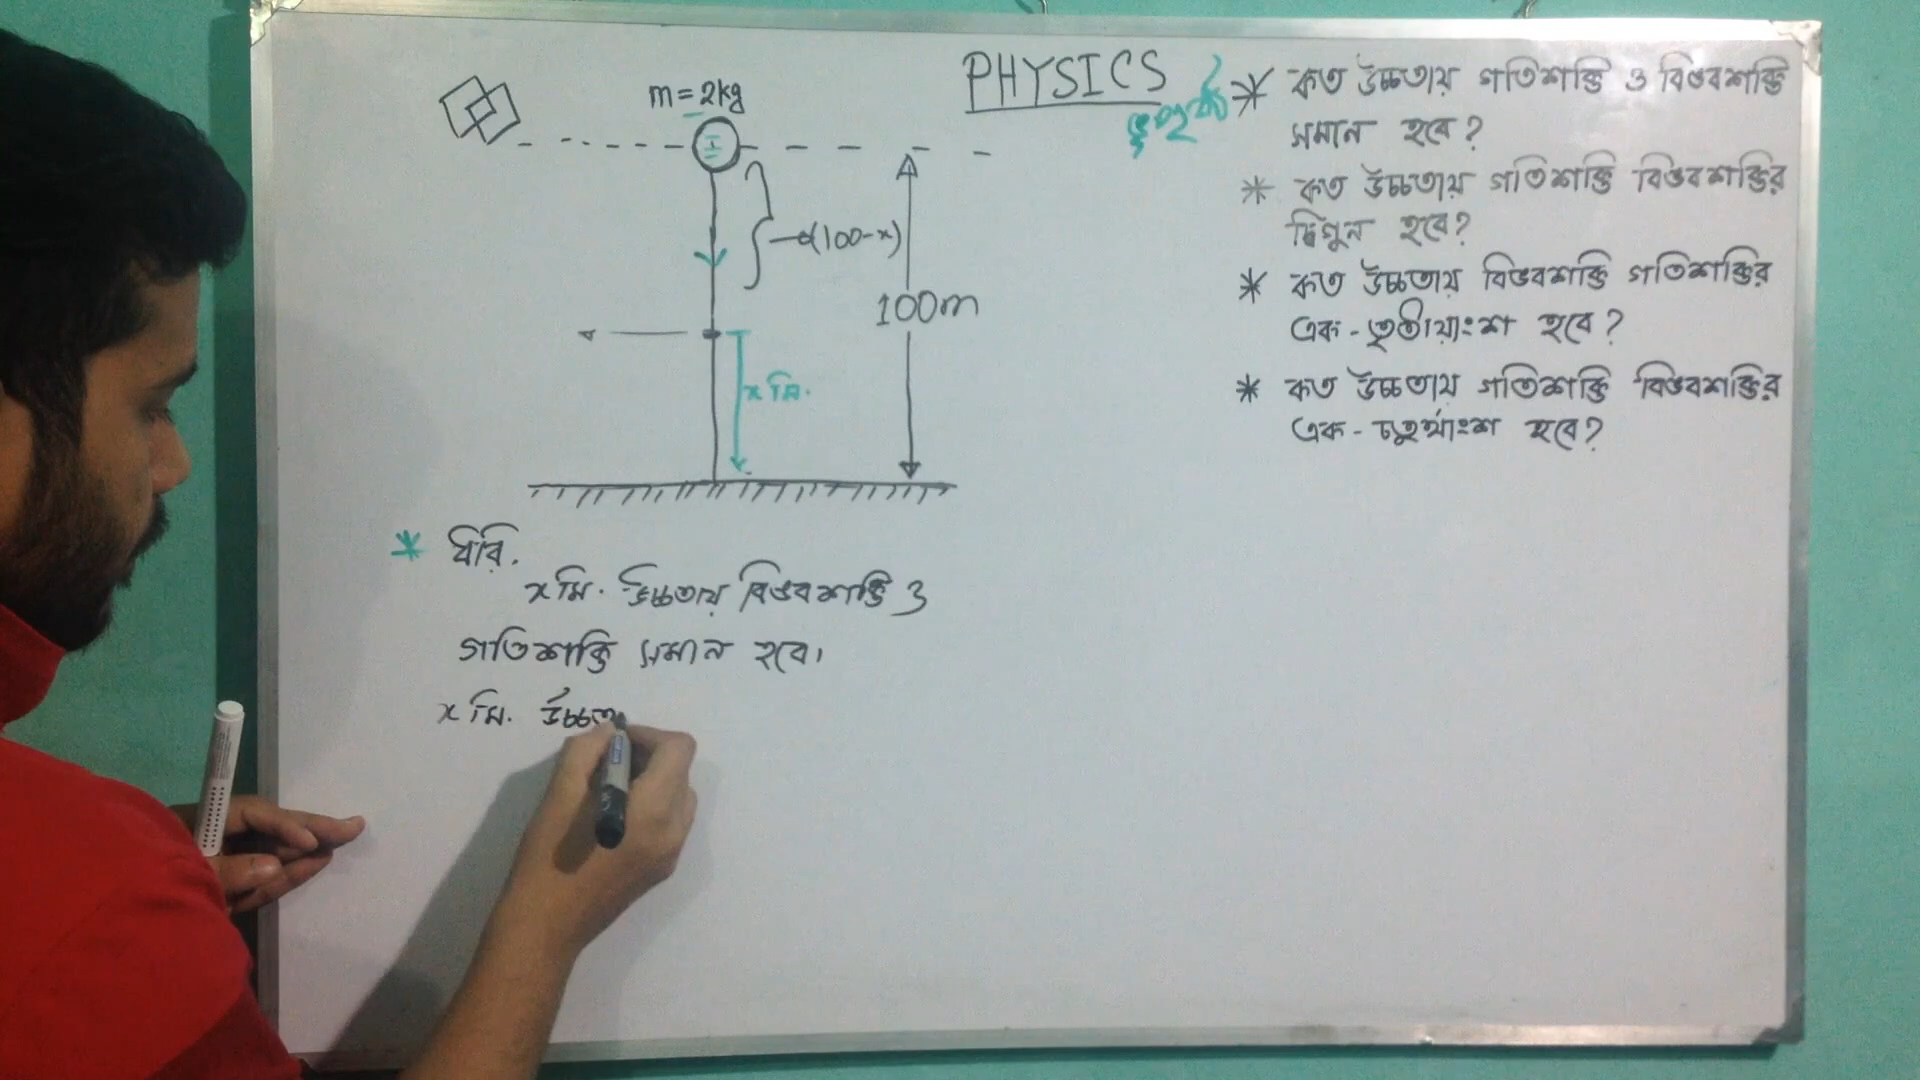 PHYSICS
m = 2kg
(100-x)
100m
x মি.
* কত উচ্চতায় গতিশক্তি ও বিভবশক্তি
সমান হবে?
* কত উচ্চতায় গতিশক্তি বিভবশক্তির
দ্বিগুন হবে?
* কত উচ্চতায় বিভবশক্তি গতিশক্তির
এক-তৃতীয়াংশ হবে?
* কত উচ্চতায় গতিশক্তি বিভবশক্তির
এক-চতুর্থাংশ হবে?
* ধরি,
x মি. উচ্চতায় বিভবশক্তি ও
গতিশক্তি সমান হবে।
x মি. উচ্চতা